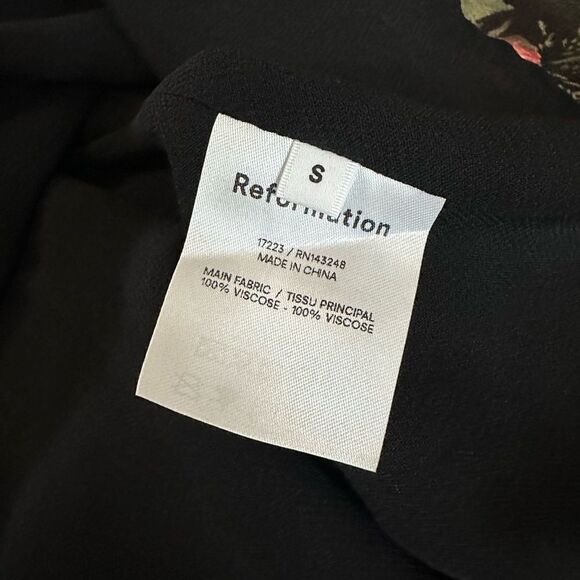 S
Reformation
17223 / RN143248
MADE IN CHINA
MAIN FABRIC / TISSU PRINCIPAL
100% VISCOSE - 100% VISCOSE